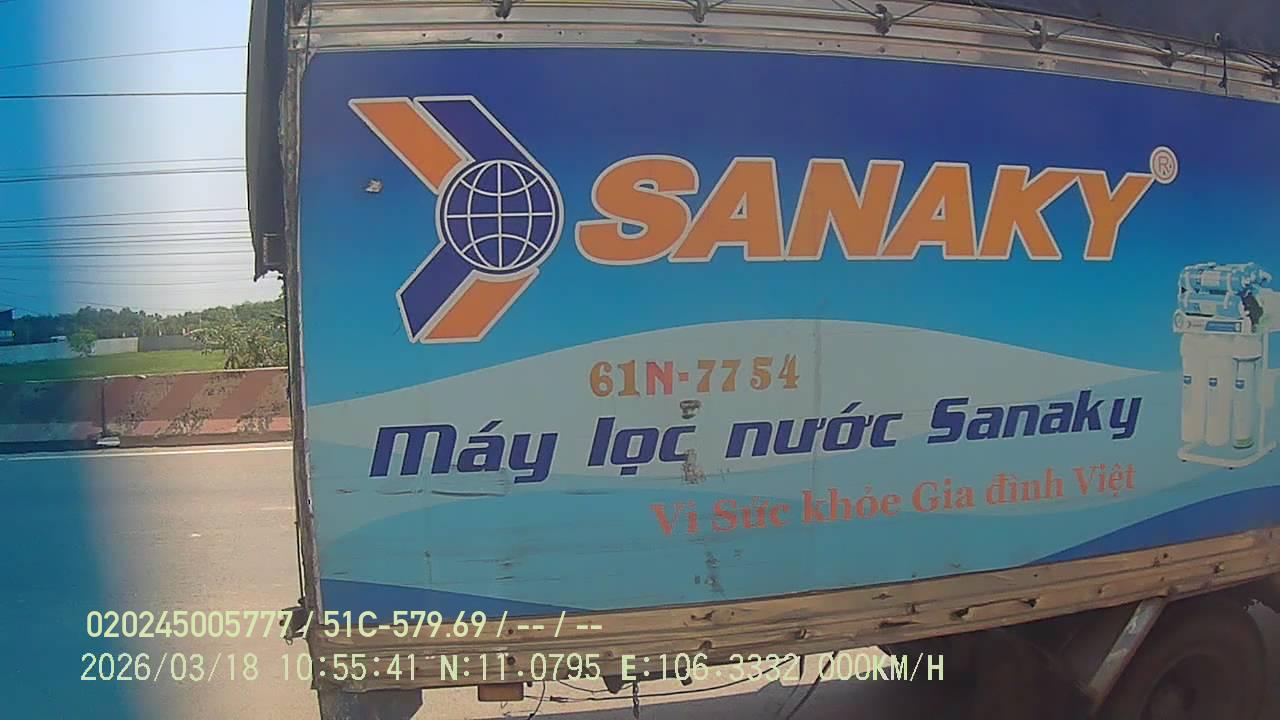 SANAKY®
61N-7754
Máy lọc nước Sanaky
Vì Sức khỏe Gia đình Việt
020245005777 / 51C-579.69 / -- / --
2026/03/18 10:55:41 N:11.0795 E:106.3332 000KM/H